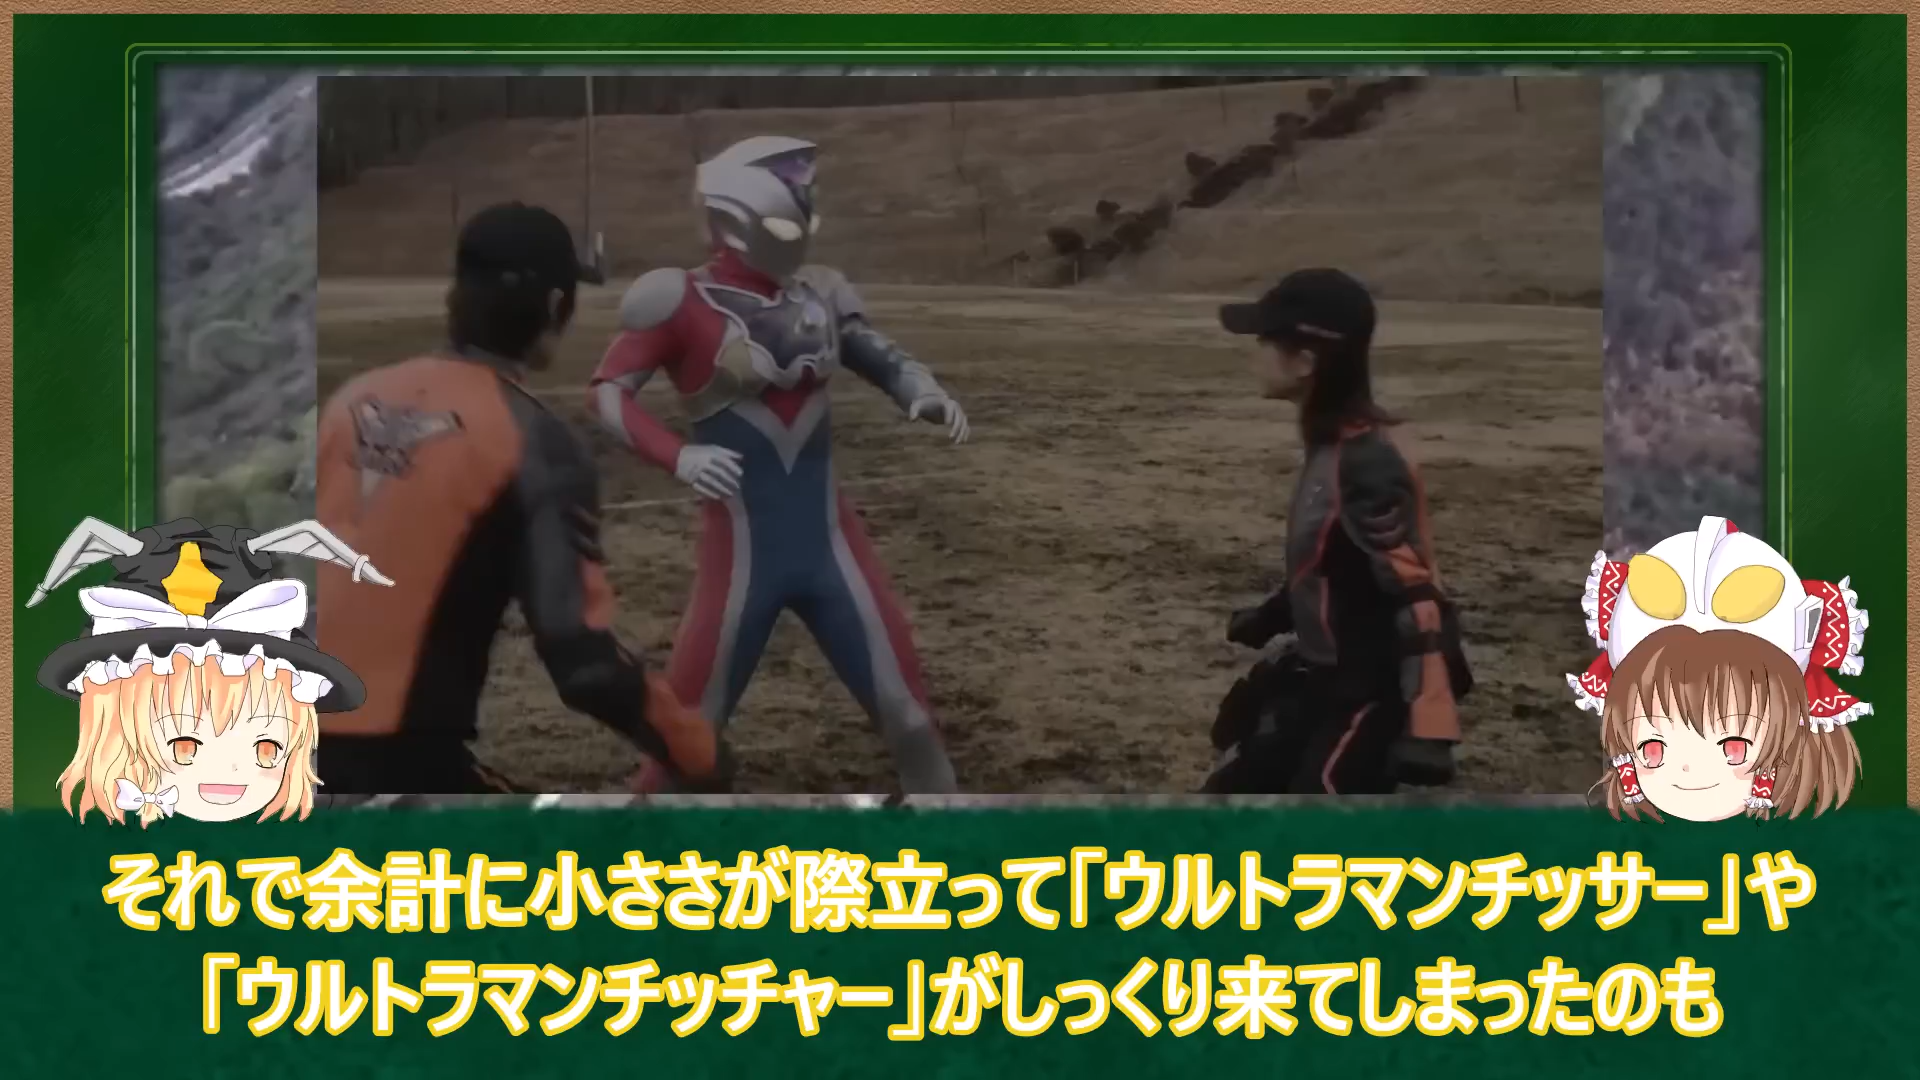 それで余計に小ささが際立って「ウルトラマンチッサー」や
「ウルトラマンチッチャー」がしっくり来てしまったのも